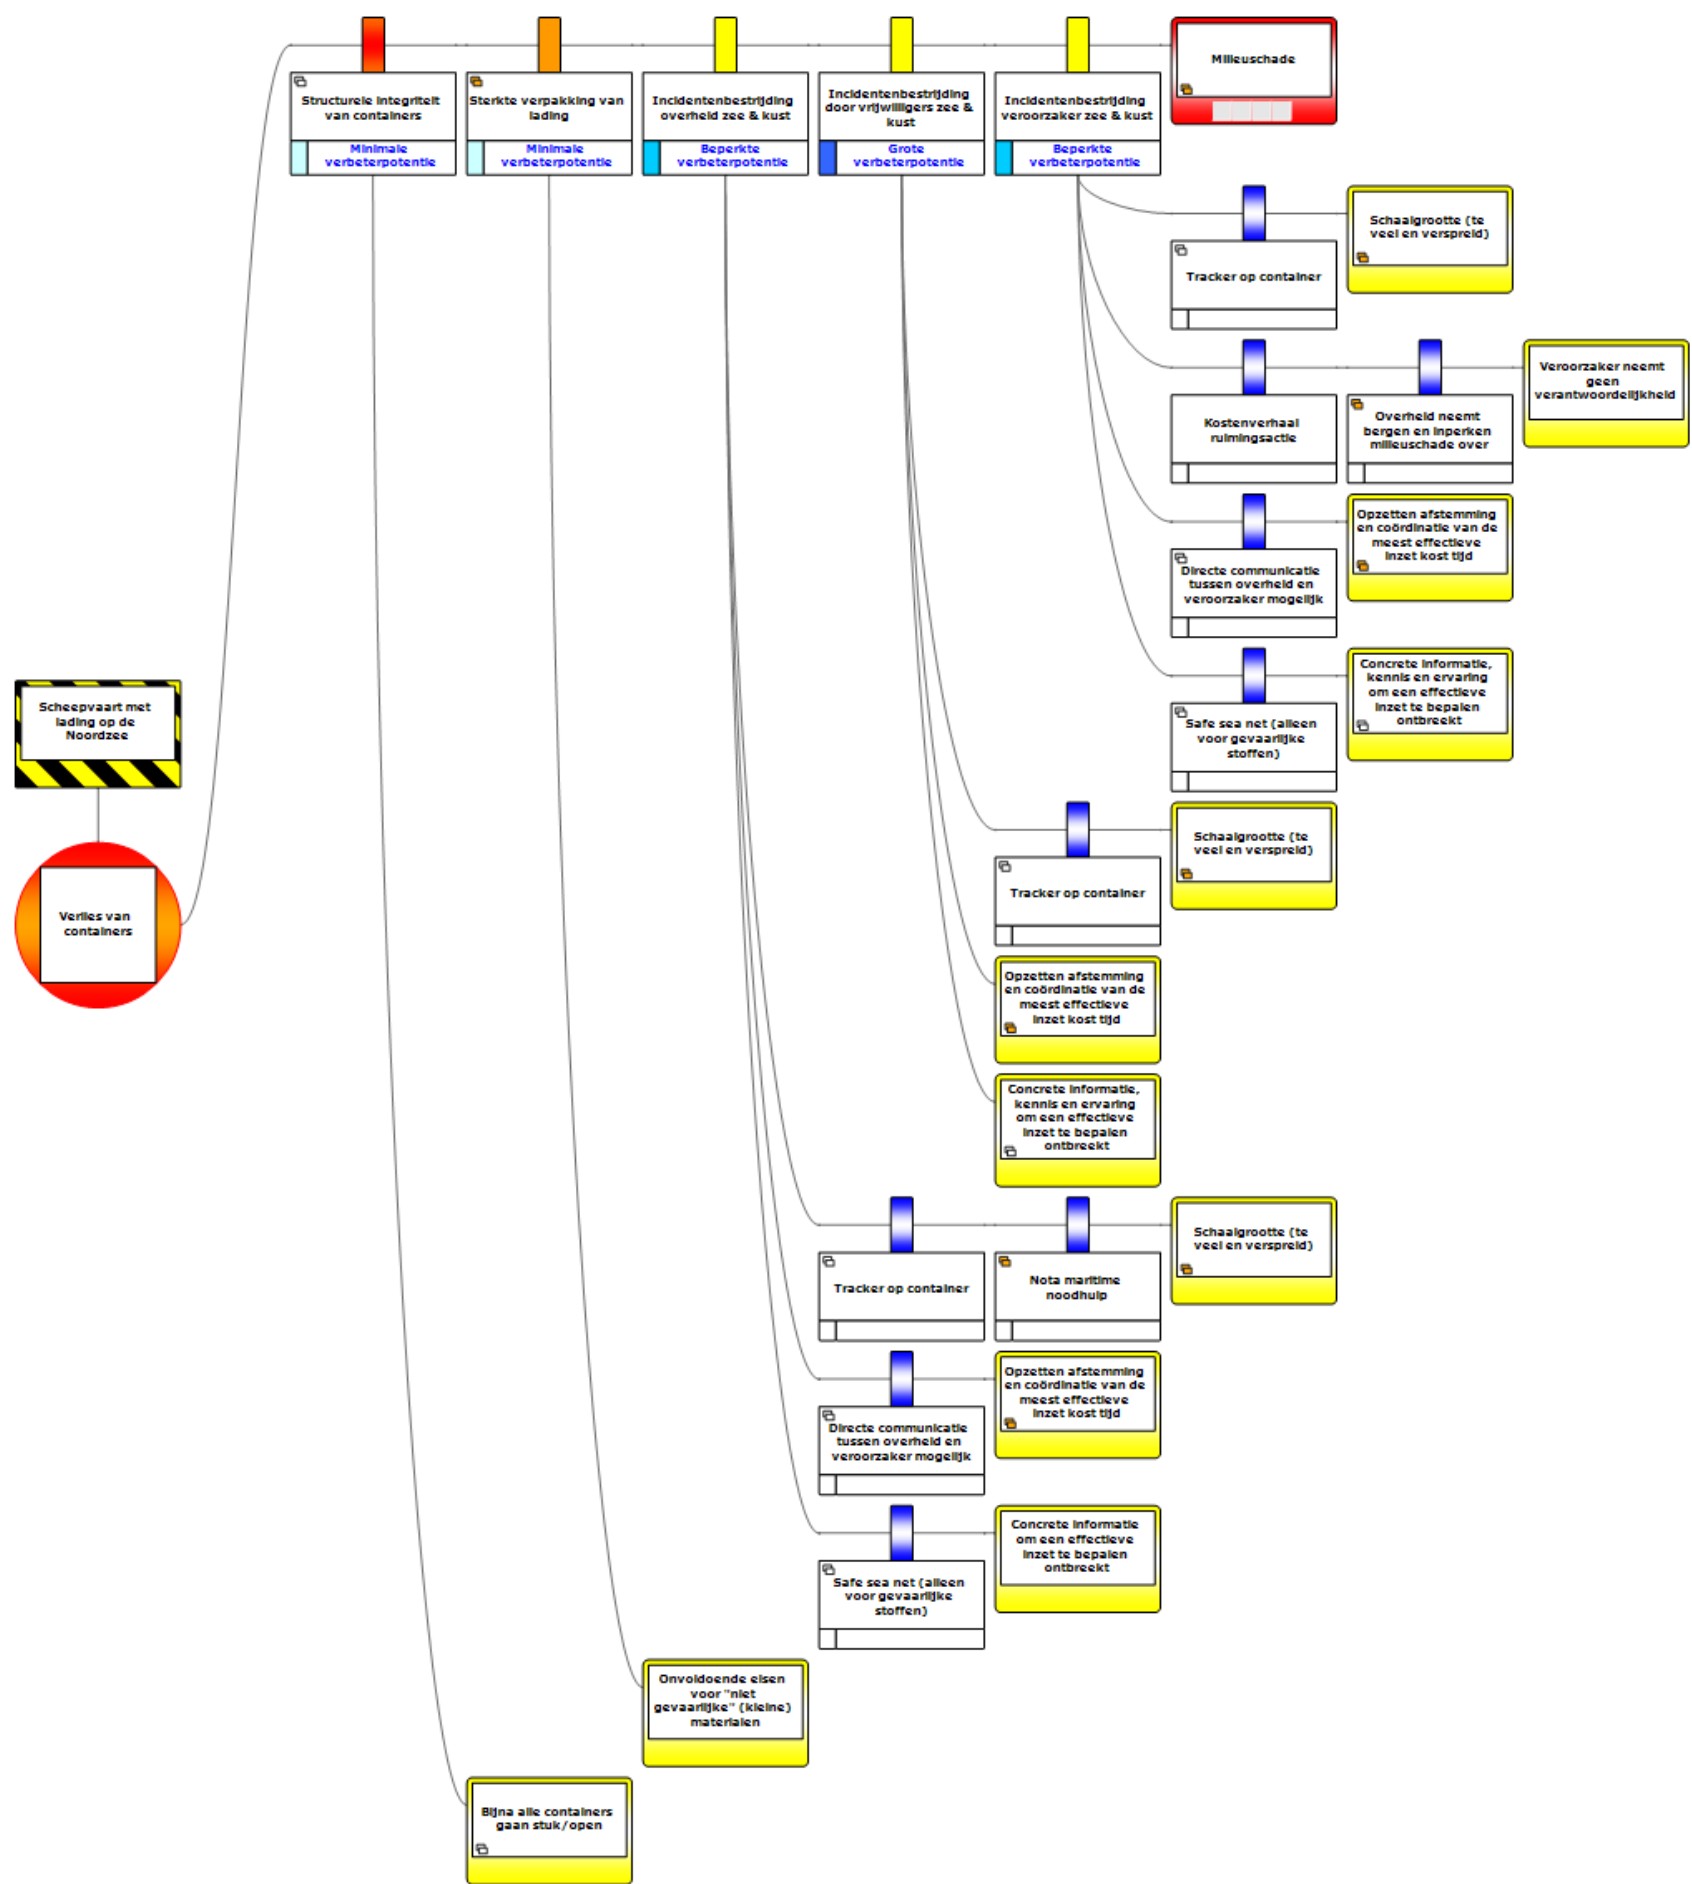 Structurele integriteit
van containers
Minimale
verbeterpotentie
Sterkte verpakking van
lading
Minimale
verbeterpotentie
Incidentenbestrijding
overheid zee & kust
Beperkte
verbeterpotentie
Incidentenbestrijding
door vrijwilligers zee &
kust
Grote
verbeterpotentie
Incidentenbestrijding
veroorzaker zee & kust
Beperkte
verbeterpotentie
Milieuschade
Tracker op container
Schaalgrootte (te
veel en verspreid)
Kostenverhaal
ruimingsactie
Overheid neemt
bergen en inperken
milieuschade over
Veroorzaker neemt
geen
verantwoordelijkheid
Directe communicatie
tussen overheid en
veroorzaker mogelijk
Opzetten afstemming
en coördinatie van de
meest effectieve
inzet kost tijd
Safe sea net (alleen
voor gevaarlijke
stoffen)
Concrete informatie,
kennis en ervaring
om een effectieve
inzet te bepalen
ontbreekt
Scheepvaart met
lading op de
Noordzee
Verlies van
containers
Tracker op container
Schaalgrootte (te
veel en verspreid)
Opzetten afstemming
en coördinatie van de
meest effectieve
inzet kost tijd
Concrete informatie,
kennis en ervaring
om een effectieve
inzet te bepalen
ontbreekt
Tracker op container
Nota maritime
noodhulp
Schaalgrootte (te
veel en verspreid)
Directe communicatie
tussen overheid en
veroorzaker mogelijk
Opzetten afstemming
en coördinatie van de
meest effectieve
inzet kost tijd
Safe sea net (alleen
voor gevaarlijke
stoffen)
Concrete informatie
om een effectieve
inzet te bepalen
ontbreekt
Onvoldoende eisen
voor "niet
gevaarlijke" (kleine)
materialen
Bijna alle containers
gaan stuk/open